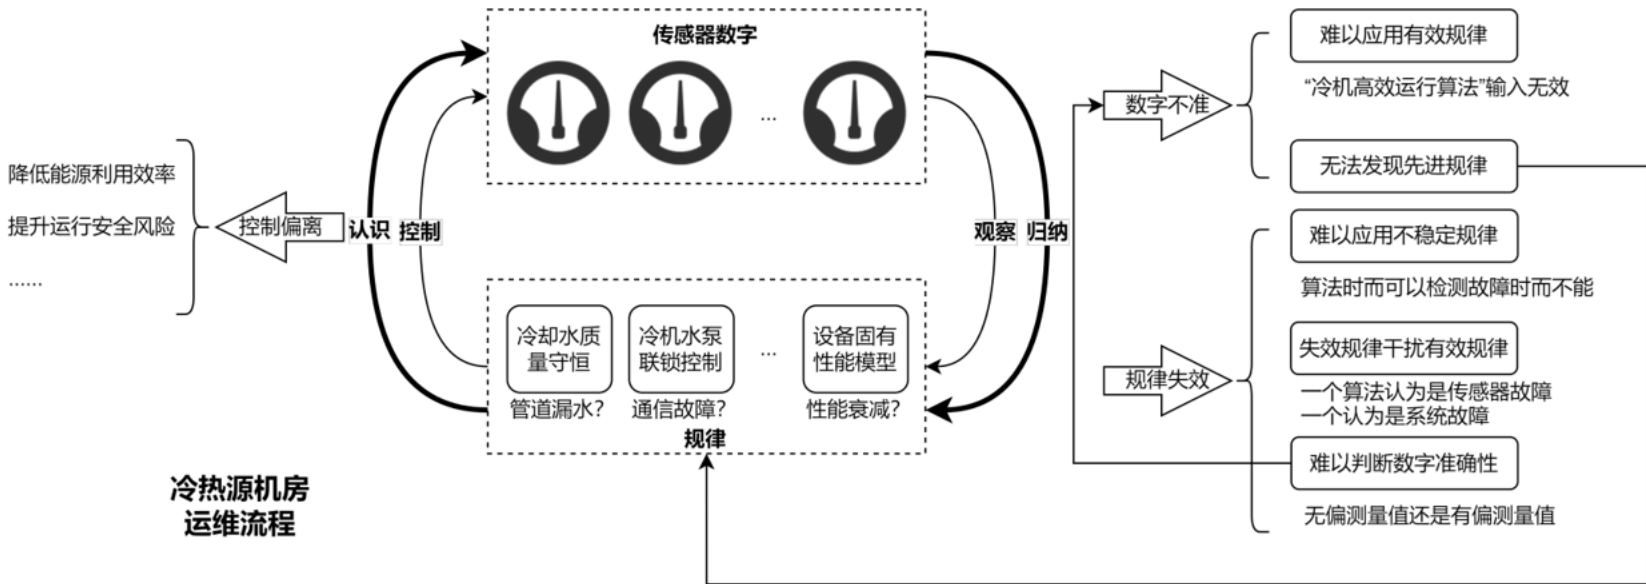 传感器数字
...
认识
控制
观察
归纳
冷却水质
量守恒
冷机水泵
联锁控制
...
设备固有
性能模型
管道漏水?
通信故障?
性能衰减?
规律
降低能源利用效率
提升运行安全风险
......
控制偏离
冷热源机房
运维流程
数字不准
难以应用有效规律
“冷机高效运行算法”输入无效
无法发现先进规律
规律失效
难以应用不稳定规律
算法时而可以检测故障时而不能
失效规律干扰有效规律
一个算法认为是传感器故障
一个认为是系统故障
难以判断数字准确性
无偏测量值还是有偏测量值